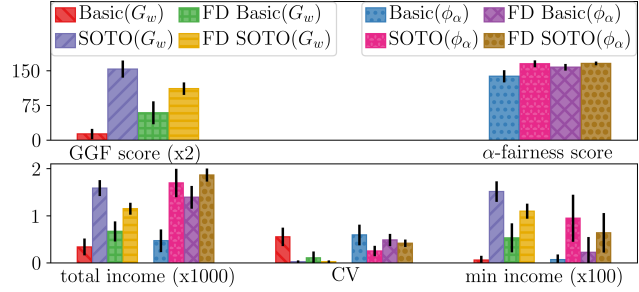 Basic(G_w) FD Basic(G_w) Basic(ϕ_α) FD Basic(ϕ_α)
SOTO(G_w) FD SOTO(G_w) SOTO(ϕ_α) FD SOTO(ϕ_α)
150
75
0
GGF score (x2) α-fairness score
2
1
0
total income (x1000) CV min income (x100)